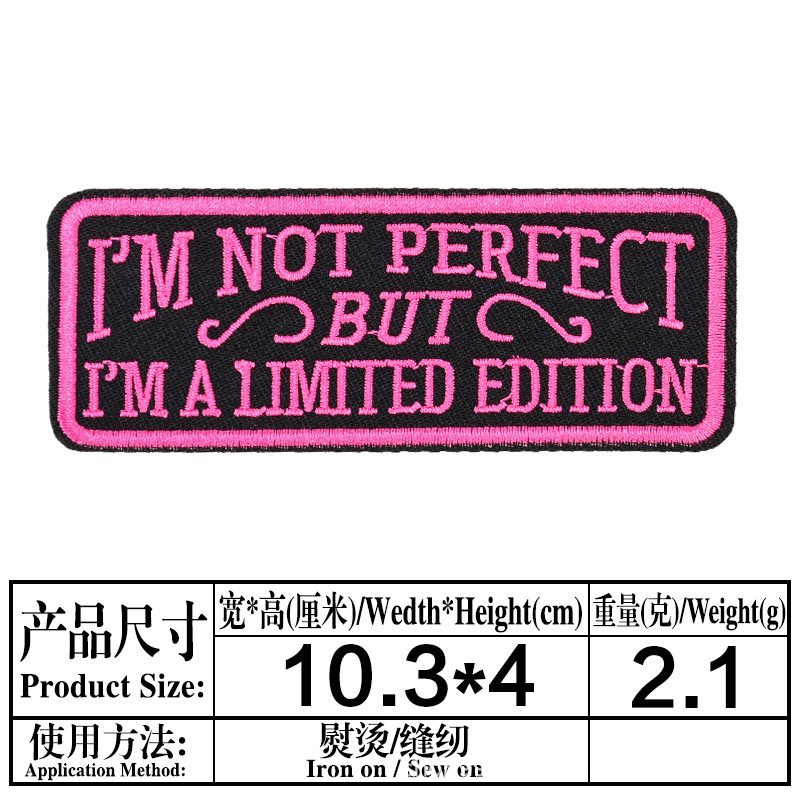 I'M NOT PERFECT
BUT
I'M A LIMITED EDITION
产品尺寸
Product Size:
宽*高(厘米)/Wedth*Height(cm)
重量(克)/Weight(g)
10.3*4
2.1
使用方法:
Application Method:
熨烫/缝纫
Iron on / Sew on